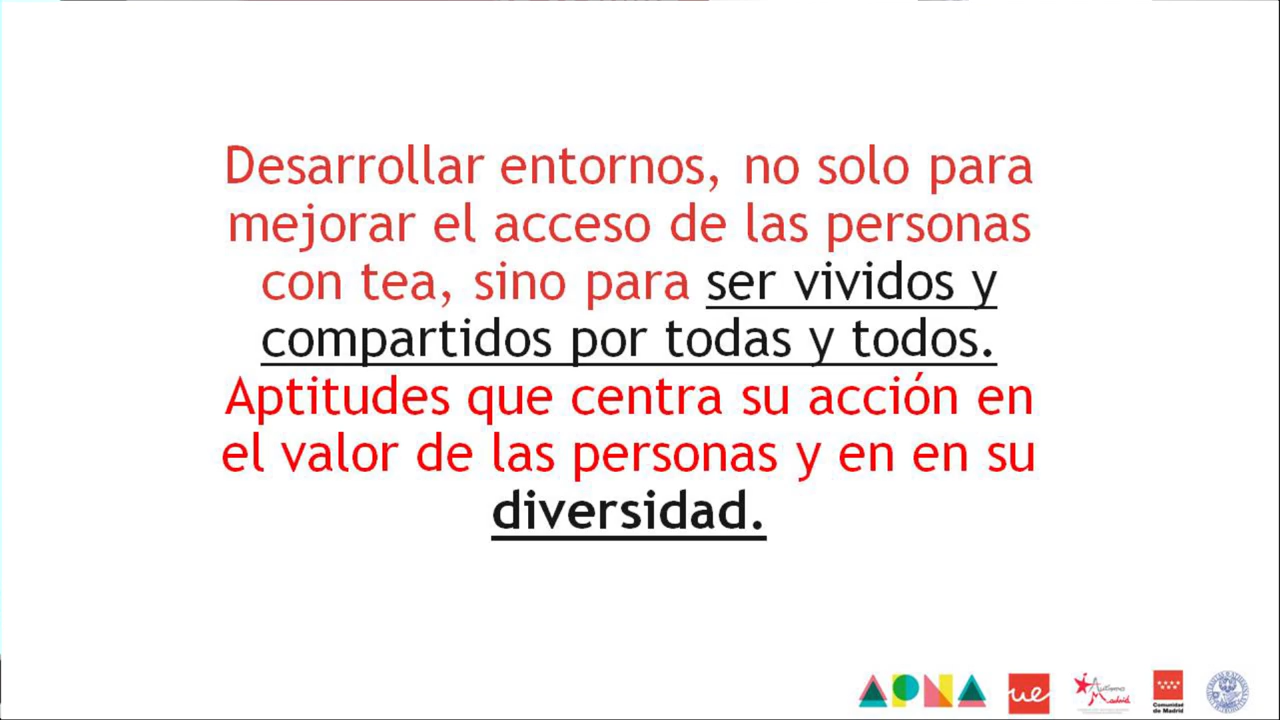 Desarrollar entornos, no solo para
mejorar el acceso de las personas
con tea, sino para ser vividos y
compartidos por todas y todos.
Aptitudes que centra su acción en
el valor de las personas y en en su
diversidad.
APNA
ue
Autismo
Madrid
Comunidad
de Madrid